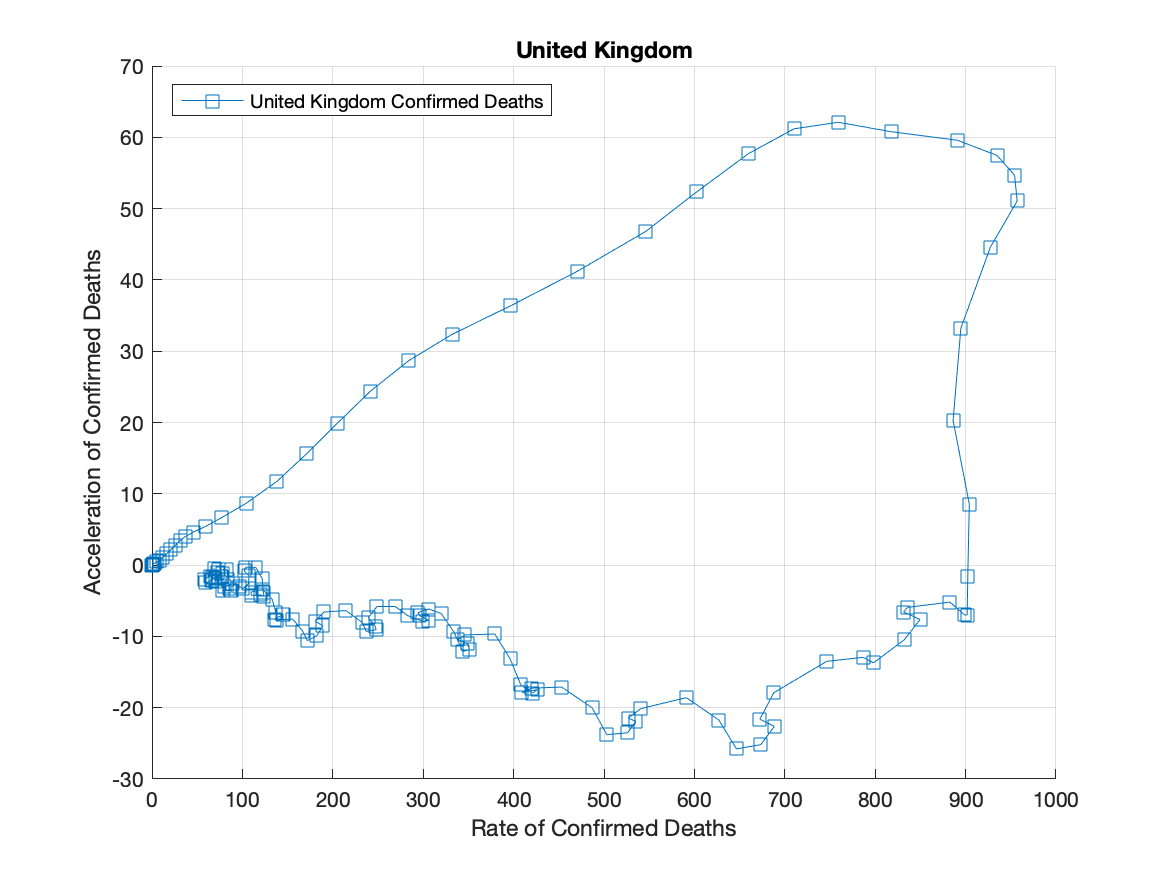 United Kingdom
70
United Kingdom Confirmed Deaths
60
50
40
30
20
10
0
-10
-20
-30
Acceleration of Confirmed Deaths
0 100 200 300 400 500 600 700 800 900 1000
Rate of Confirmed Deaths